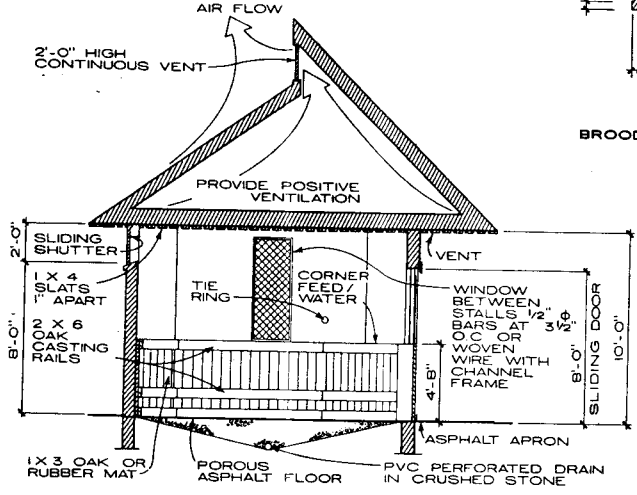 AIR FLOW
2'-0" HIGH
CONTINUOUS VENT
BROOD
PROVIDE POSITIVE
VENTILATION
2'-0"
SLIDING
SHUTTER
VENT
1 X 4
SLATS
1" APART
TIE
RING
CORNER
FEED/
WATER
WINDOW
BETWEEN
STALLS 1/2" ϕ
BARS AT 3 1/2"
O.C OR
WOVEN
WIRE WITH
CHANNEL
FRAME
2 X 6
OAK
CASTING
RAILS
8'-0"
4'-8"
8'-0"
SLIDING DOOR
10'-0"
ASPHALT APRON
1 X 3 OAK OR
RUBBER MAT
POROUS
ASPHALT FLOOR
PVC PERFORATED DRAIN
IN CRUSHED STONE